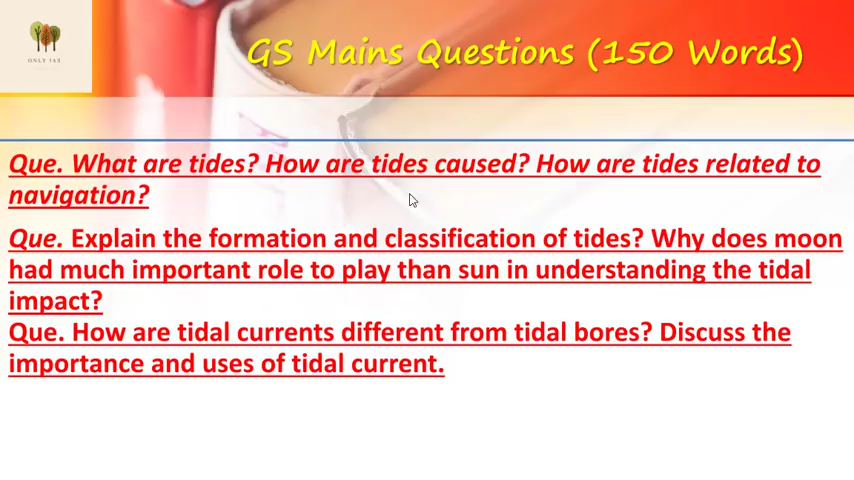 ONLY IAS
GS Mains Questions (150 Words)
Que. What are tides? How are tides caused? How are tides related to
navigation?
Que. Explain the formation and classification of tides? Why does moon
had much important role to play than sun in understanding the tidal
impact?
Que. How are tidal currents different from tidal bores? Discuss the
importance and uses of tidal current.